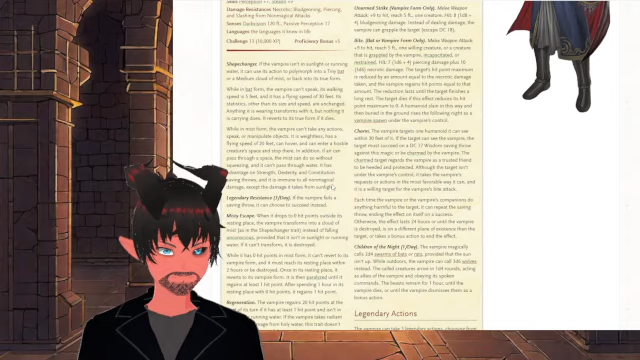 Damage Resistances Necrotic; Bludgeoning, Piercing,
and Slashing from Nonmagical Attacks
Senses Darkvision 120 ft., Passive Perception 17
Languages the languages it knew in life
Challenge 13 (10,000 XP) Proficiency Bonus +5
Shapechanger. If the vampire isn't in sunlight or running
water, it can use its action to polymorph into a Tiny bat
or a Medium cloud of mist, or back into its true form.
While in bat form, the vampire can't speak, its walking
speed is 5 feet, and it has a flying speed of 30 feet. Its
statistics, other than its size and speed, are unchanged.
Anything it is wearing transforms with it, but nothing it
is carrying does. It reverts to its true form if it dies.
While in mist form, the vampire can't take any actions,
speak, or manipulate objects. It is weightless, has a
flying speed of 20 feet, can hover, and can enter a hostile
creature's space and stop there. In addition, if air can
pass through a space, the mist can do so without
squeezing, and it can't pass through water. It has
advantage on Strength, Dexterity, and Constitution
saving throws, and it is immune to all nonmagical
damage, except the damage it takes from sunlight.
Legendary Resistance (3/Day). If the vampire fails a
saving throw, it can choose to succeed instead.
Misty Escape. When it drops to 0 hit points outside its
resting place, the vampire transforms into a cloud of
mist (as in the Shapechanger trait) instead of falling
unconscious, provided that it isn't in sunlight or running
water. If it can't transform, it is destroyed.
While it has 0 hit points in mist form, it can't revert to its
vampire form, and it must reach its resting place within
2 hours or be destroyed. Once in its resting place, it
reverts to its vampire form. It is then paralyzed until it
regains at least 1 hit point. After spending 1 hour in its
resting place with 0 hit points, it regains 1 hit point.
Regeneration. The vampire regains 20 hit points at the
of its turn if it has at least 1 hit point and isn't in
or running water. If the vampire takes radiant
damage from holy water, this trait doesn't
Unarmed Strike (Vampire Form Only). Melee Weapon Attack:
+9 to hit, reach 5 ft., one creature. Hit: 8 (1d8 + 4)
bludgeoning damage. Instead of dealing damage, the
vampire can grapple the target (escape DC 18).
Bite. (Bat or Vampire Form Only). Melee Weapon Attack:
+9 to hit, reach 5 ft., one willing creature, or a creature
that is grappled by the vampire, incapacitated, or
restrained. Hit: 7 (1d6 + 4) piercing damage plus 10
(3d6) necrotic damage. The target's hit point maximum
is reduced by an amount equal to the necrotic damage
taken, and the vampire regains hit points equal to that
amount. The reduction lasts until the target finishes a
long rest. The target dies if this effect reduces its hit
point maximum to 0. A humanoid slain in this way and
then buried in the ground rises the following night as a
vampire spawn under the vampire's control.
Charm. The vampire targets one humanoid it can see
within 30 feet of it. If the target can see the vampire, the
target must succeed on a DC 17 Wisdom saving throw
against this magic or be charmed by the vampire. The
charmed target regards the vampire as a trusted friend
to be heeded and protected. Although the target isn't
under the vampire's control, it takes the vampire's
requests or actions in the most favorable way it can, and
it is a willing target for the vampire's bite attack.
Each time the vampire or the vampire's companions do
anything harmful to the target, it can repeat the saving
throw, ending the effect on itself on a success.
Otherwise, the effect lasts 24 hours or until the vampire
is destroyed, is on a different plane of existence than the
target, or takes a bonus action to end the effect.
Children of the Night (1/Day). The vampire magically
calls 2d4 swarms of bats or rats, provided that the sun
isn't up. While outdoors, the vampire can call 3d6 wolves
instead. The called creatures arrive in 1d4 rounds, acting
as allies of the vampire and obeying its spoken
commands. The beasts remain for 1 hour, until the
vampire dies, or until the vampire dismisses them as a
bonus action.
Legendary Actions